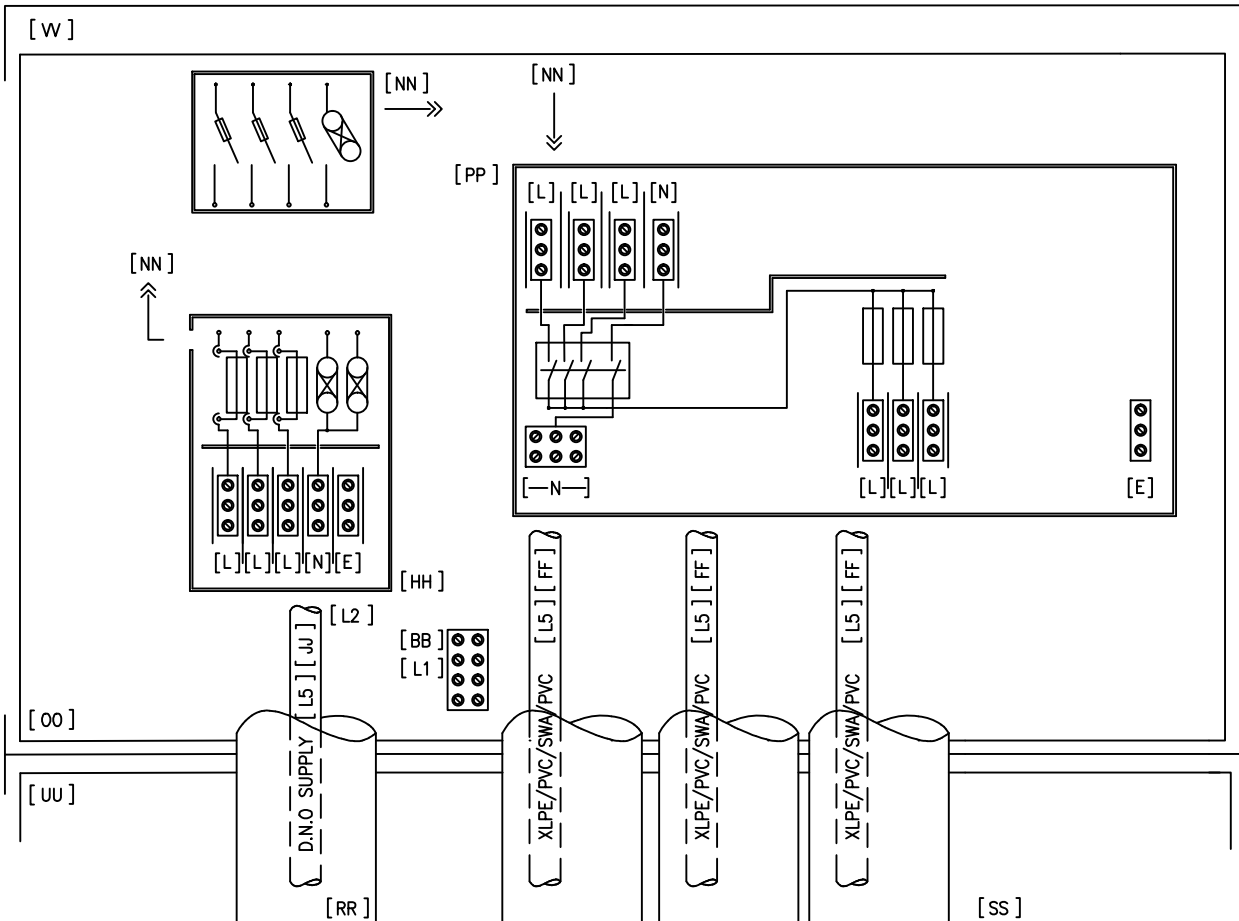 [ VV ]
[ NN ]
[ NN ]
[ PP ]
[ L ] [ L ] [ L ] [ N ]
[ NN ]
[ — N — ]
[ L ] [ L ] [ L ]
[ E ]
[ L ] [ L ] [ L ] [ N ] [ E ]
[ HH ]
[ L2 ]
[ BB ]
[ L1 ]
D.N.O SUPPLY [ L5 ] [ JJ ]
XLPE/PVC/SWA/PVC [ L5 ] [ FF ]
XLPE/PVC/SWA/PVC [ L5 ] [ FF ]
XLPE/PVC/SWA/PVC [ L5 ] [ FF ]
[ OO ]
[ UU ]
[ RR ]
[ SS ]